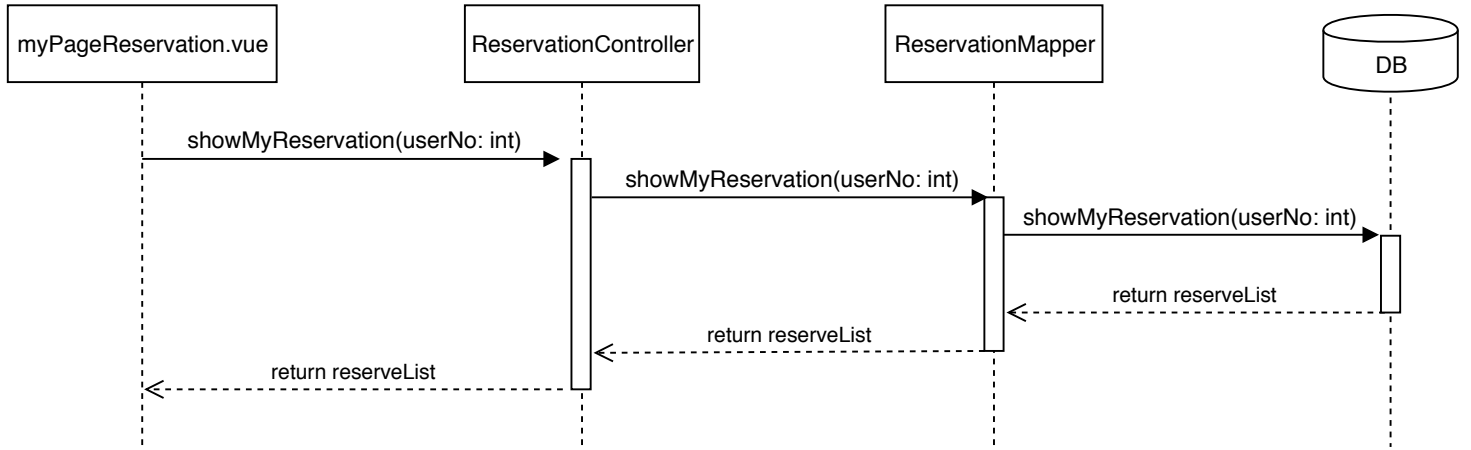 myPageReservation.vue
ReservationController
ReservationMapper
DB
showMyReservation(userNo: int)
showMyReservation(userNo: int)
showMyReservation(userNo: int)
return reserveList
return reserveList
return reserveList